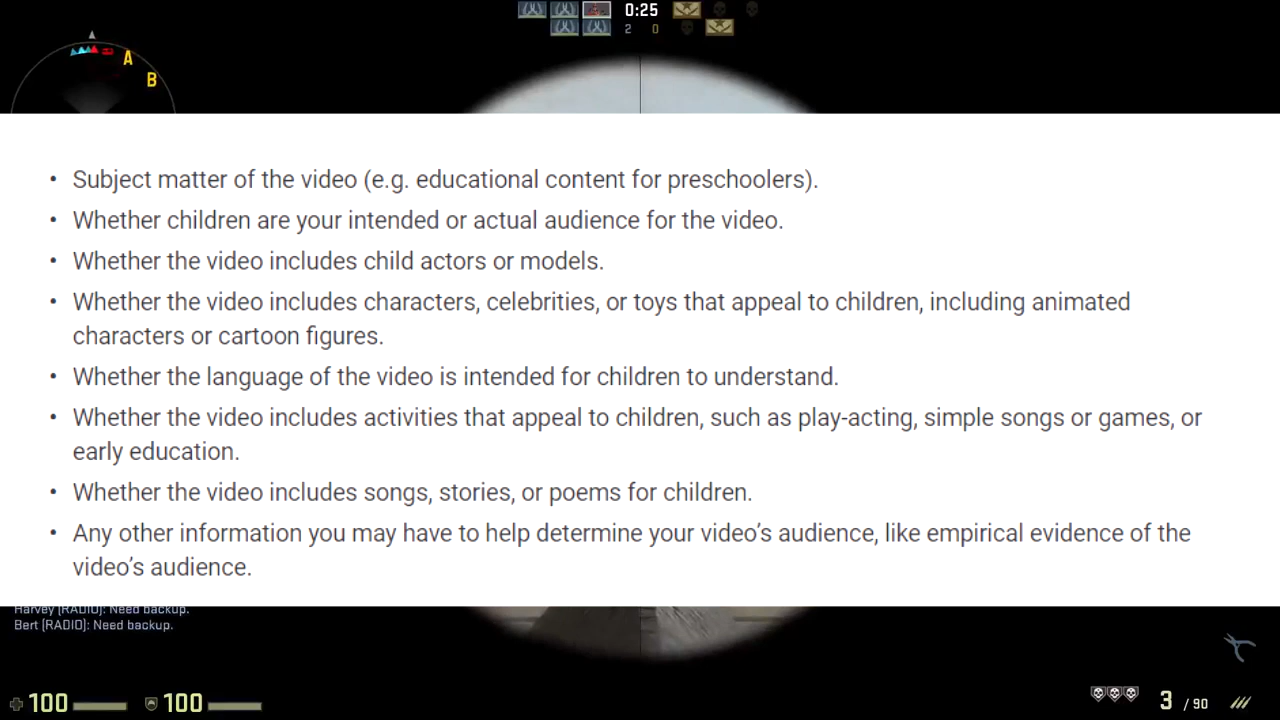 0:25
2 0
A
B
• Subject matter of the video (e.g. educational content for preschoolers).
• Whether children are your intended or actual audience for the video.
• Whether the video includes child actors or models.
• Whether the video includes characters, celebrities, or toys that appeal to children, including animated
characters or cartoon figures.
• Whether the language of the video is intended for children to understand.
• Whether the video includes activities that appeal to children, such as play-acting, simple songs or games, or
early education.
• Whether the video includes songs, stories, or poems for children.
• Any other information you may have to help determine your video’s audience, like empirical evidence of the
video’s audience.
Harvey (RADIO): Need backup.
Bert (RADIO): Need backup.
100 100 3 / 90